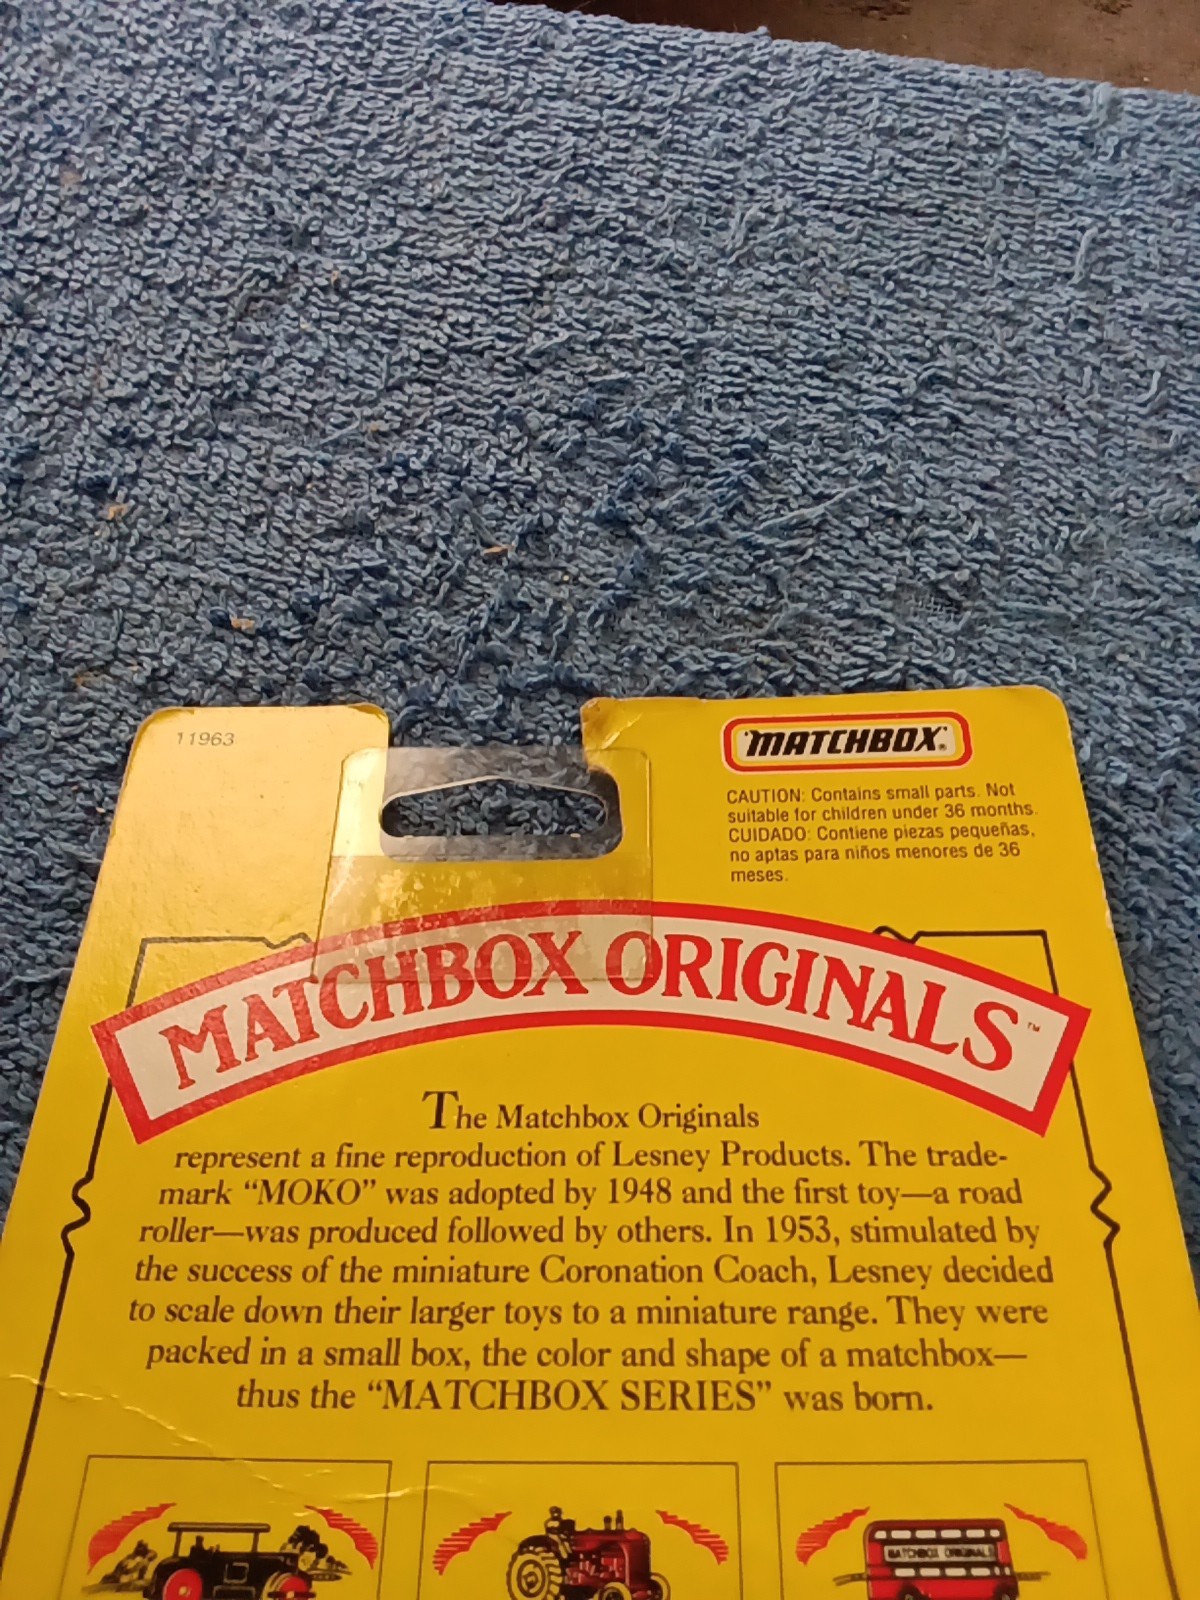 11963
MATCHBOX®
CAUTION: Contains small parts. Not
suitable for children under 36 months.
CUIDADO: Contiene piezas pequeñas,
no aptas para niños menores de 36
meses.
MATCHBOX ORIGINALS™
The Matchbox Originals
represent a fine reproduction of Lesney Products. The trade-
mark “MOKO” was adopted by 1948 and the first toy—a road
roller—was produced followed by others. In 1953, stimulated by
the success of the miniature Coronation Coach, Lesney decided
to scale down their larger toys to a miniature range. They were
packed in a small box, the color and shape of a matchbox—
thus the “MATCHBOX SERIES” was born.
MATCHBOX ORIGINALS